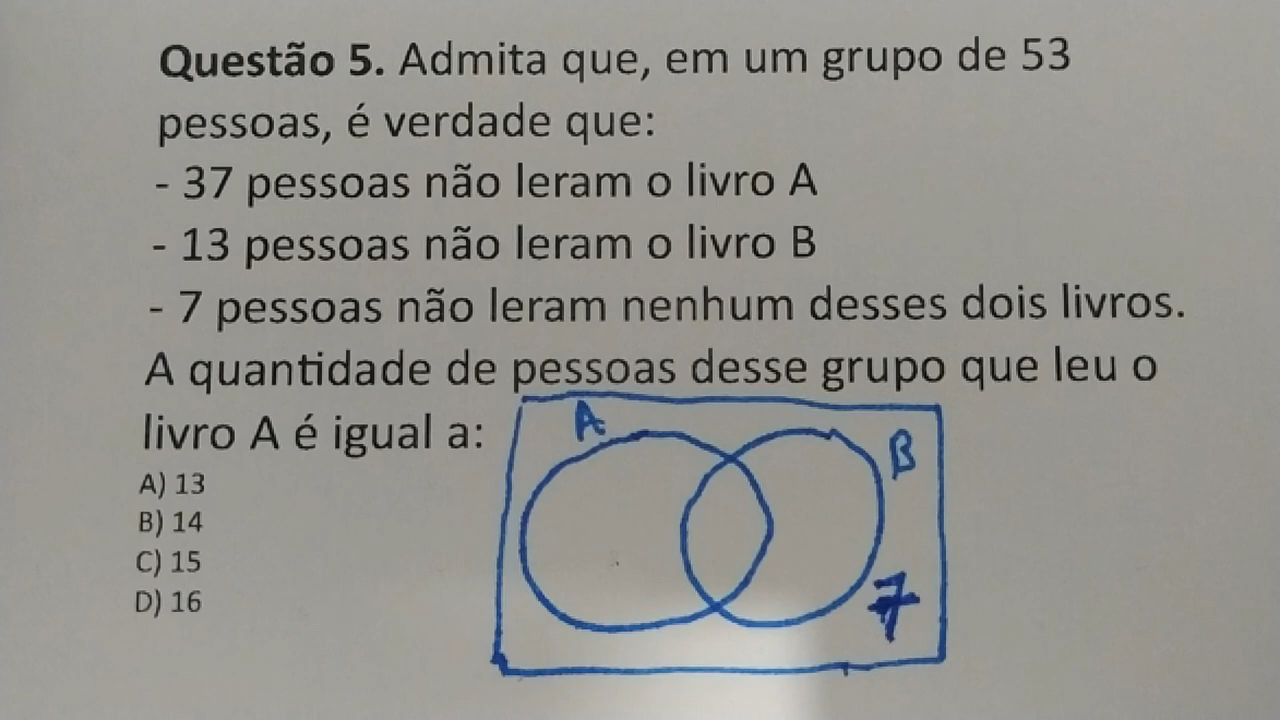 Questão 5. Admita que, em um grupo de 53
pessoas, é verdade que:
- 37 pessoas não leram o livro A
- 13 pessoas não leram o livro B
- 7 pessoas não leram nenhum desses dois livros.
A quantidade de pessoas desse grupo que leu o
livro A é igual a:
A) 13
B) 14
C) 15
D) 16
A
B
7